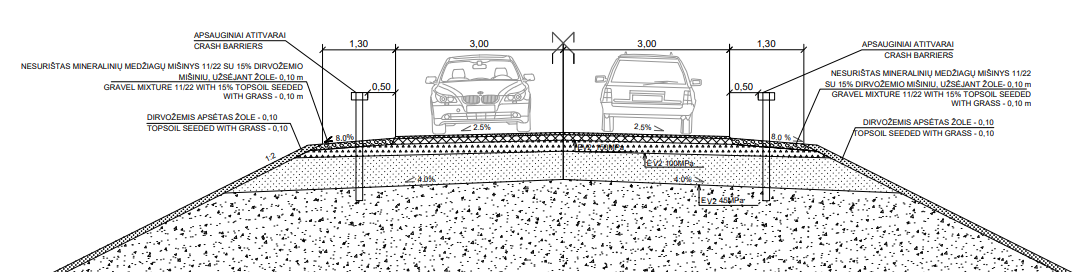 APSAUGINIAI ATITVARAI
CRASH BARRIERS
1,30
3,00
3,00
1,30
APSAUGINIAI ATITVARAI
CRASH BARRIERS
NESURIŠTAS MINERALINIŲ MEDŽIAGŲ MIŠINYS 11/22 SU 15% DIRVOŽEMIO
MIŠINIU, UŽSĖJANT ŽOLE- 0,10 m
GRAVEL MIXTURE 11/22 WITH 15% TOPSOIL SEEDED
WITH GRASS - 0,10 m
0,50
0,50
NESURIŠTAS MINERALINIŲ MEDŽIAGŲ MIŠINYS 11/22
SU 15% DIRVOŽEMIO MIŠINIU, UŽSĖJANT ŽOLE- 0,10 m
GRAVEL MIXTURE 11/22 WITH 15% TOPSOIL SEEDED
WITH GRASS - 0,10 m
DIRVOŽEMIS APSĖTAS ŽOLE - 0,10
TOPSOIL SEEDED WITH GRASS - 0,10
DIRVOŽEMIS APSĖTAS ŽOLE - 0,10
TOPSOIL SEEDED WITH GRASS - 0,10
8.0%
2.5%
2.5%
8.0 %
1:2
EV2 100MPa
4.0%
4.0%
EV2 45MPa